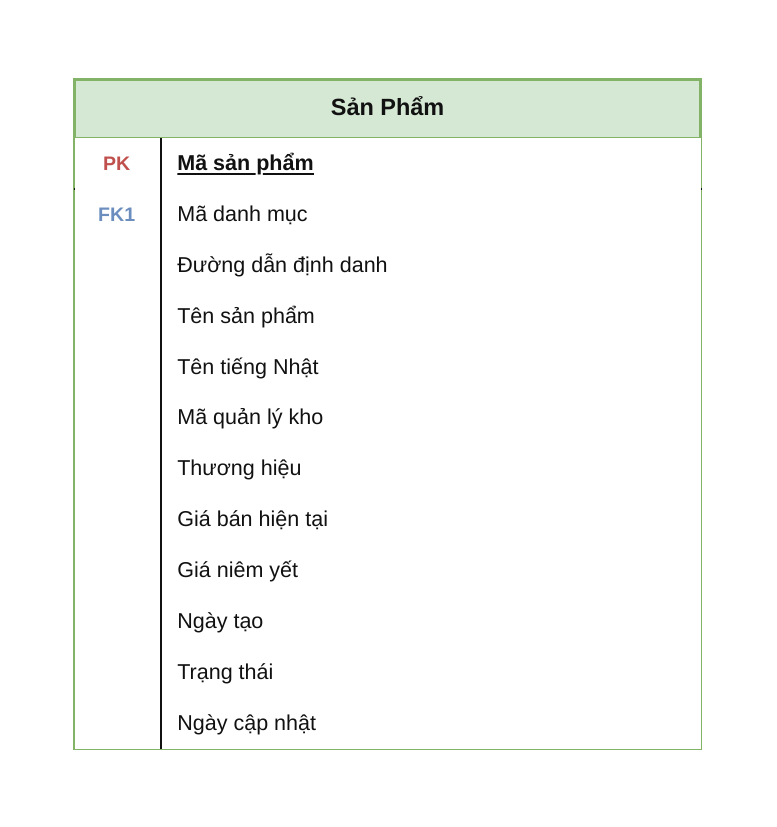 Sản Phẩm
PK Mã sản phẩm
FK1 Mã danh mục
Đường dẫn định danh
Tên sản phẩm
Tên tiếng Nhật
Mã quản lý kho
Thương hiệu
Giá bán hiện tại
Giá niêm yết
Ngày tạo
Trạng thái
Ngày cập nhật